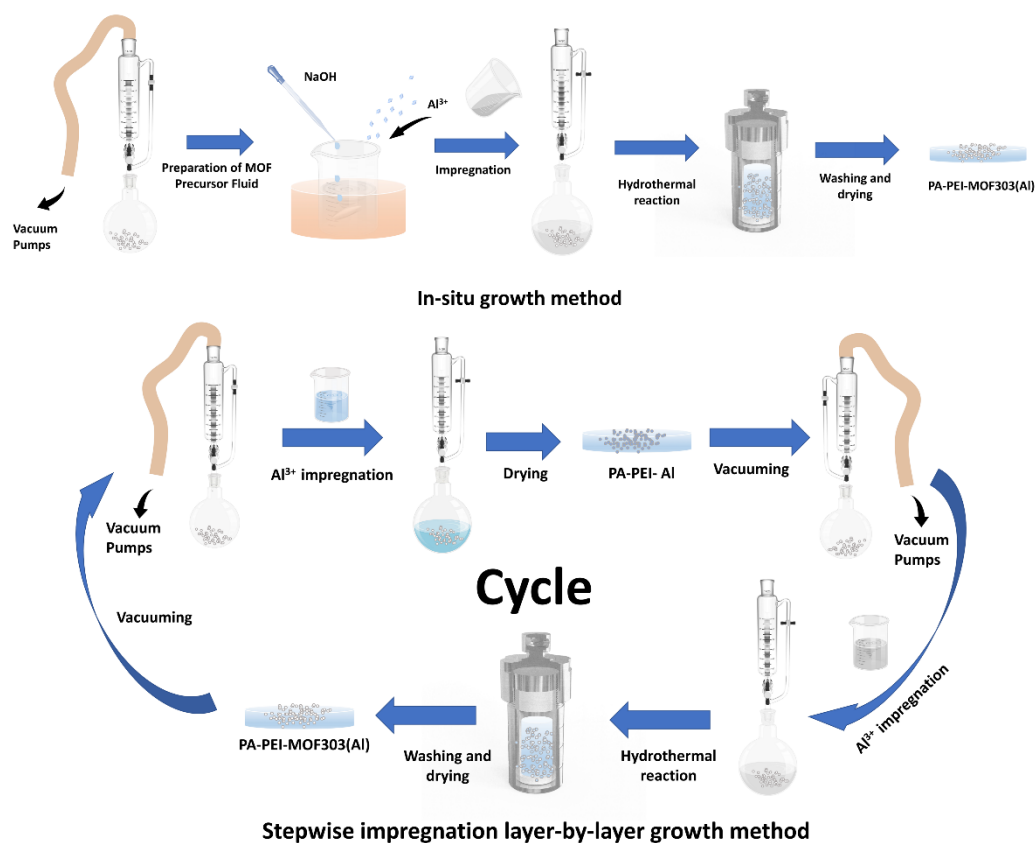 NaOH
Al³⁺
Preparation of MOF
Precursor Fluid
Impregnation
Hydrothermal
reaction
Washing and
drying
PA-PEI-MOF303(Al)
Vacuum
Pumps
In-situ growth method
Al³⁺ impregnation
Drying
PA-PEI- Al
Vacuuming
Vacuum
Pumps
Vacuum
Pumps
Cycle
Vacuuming
Al³⁺ impregnation
PA-PEI-MOF303(Al)
Washing and
drying
Hydrothermal
reaction
Stepwise impregnation layer-by-layer growth method